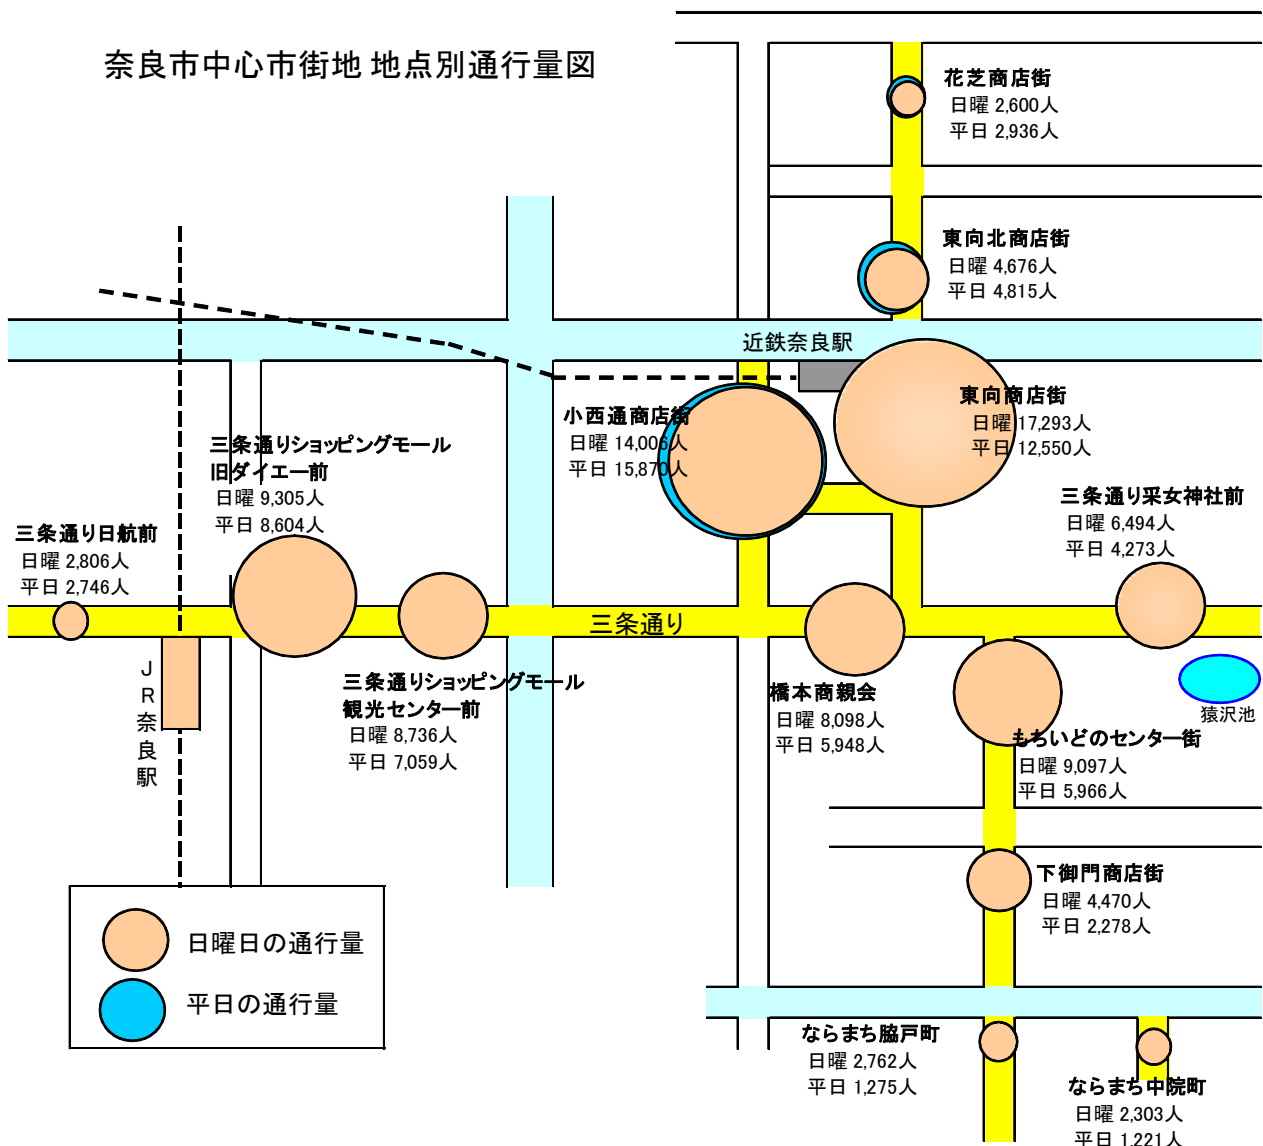 奈良市中心市街地 地点別通行量図
花芝商店街
日曜 2,600人
平日 2,936人
東向北商店街
日曜 4,676人
平日 4,815人
近鉄奈良駅
東向商店街
日曜 17,293人
平日 12,550人
小西通商店街
日曜 14,006人
平日 15,870人
三条通りショッピングモール
旧ダイエー前
日曜 9,305人
平日 8,604人
三条通り采女神社前
日曜 6,494人
平日 4,273人
三条通り日航前
日曜 2,806人
平日 2,746人
三条通り
JR奈良駅
三条通りショッピングモール
観光センター前
日曜 8,736人
平日 7,059人
橋本商親会
日曜 8,098人
平日 5,948人
猿沢池
もちいどのセンター街
日曜 9,097人
平日 5,966人
下御門商店街
日曜 4,470人
平日 2,278人
日曜日の通行量
平日の通行量
ならまち脇戸町
日曜 2,762人
平日 1,275人
ならまち中院町
日曜 2,303人
平日 1,221人